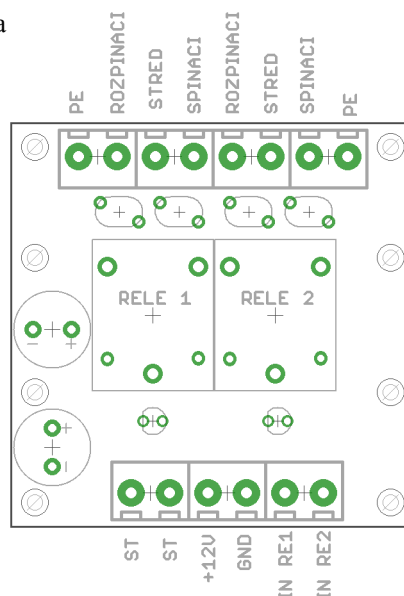 a
PE
ROZPINACI
STRED
SPINACI
ROZPINACI
STRED
SPINACI
PE
RELE 1
RELE 2
- +
+
-
ST
ST
+12V
GND
IN RE1
IN RE2